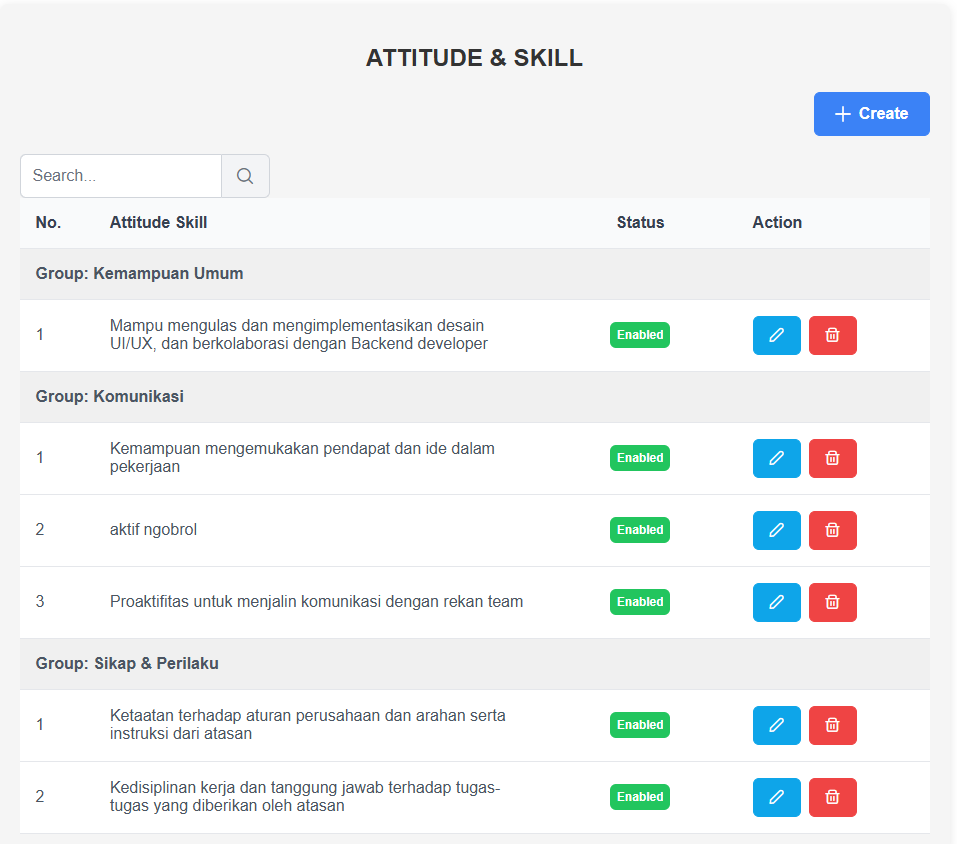 ATTITUDE & SKILL
Create
Search...
No. Attitude Skill Status Action
Group: Kemampuan Umum
1 Mampu mengulas dan mengimplementasikan desain UI/UX, dan berkolaborasi dengan Backend developer Enabled
Group: Komunikasi
1 Kemampuan mengemukakan pendapat dan ide dalam pekerjaan Enabled
2 aktif ngobrol Enabled
3 Proaktifitas untuk menjalin komunikasi dengan rekan team Enabled
Group: Sikap & Perilaku
1 Ketaatan terhadap aturan perusahaan dan arahan serta instruksi dari atasan Enabled
2 Kedisiplinan kerja dan tanggung jawab terhadap tugas-tugas yang diberikan oleh atasan Enabled